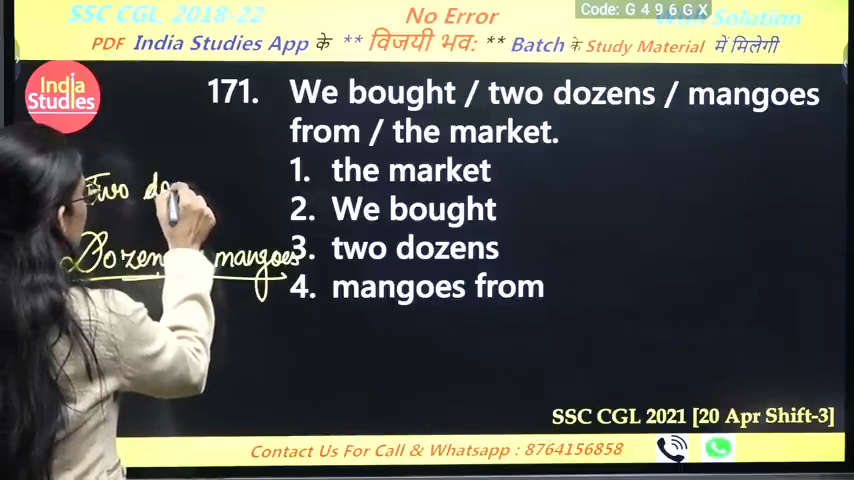 SSC CGL, 2018-22
No Error
Code: G 4 9 6 G X
Solution
PDF India Studies App के ** विजयी भव: ** Batch के Study Material में मिलेगी
India
Studies
171. We bought / two dozens / mangoes
from / the market.
1. the market
2. We bought
3. two dozens
4. mangoes from
Two do
Dozen mangoes
SSC CGL 2021 [20 Apr Shift-3]
Contact Us For Call & Whatsapp : 8764156858